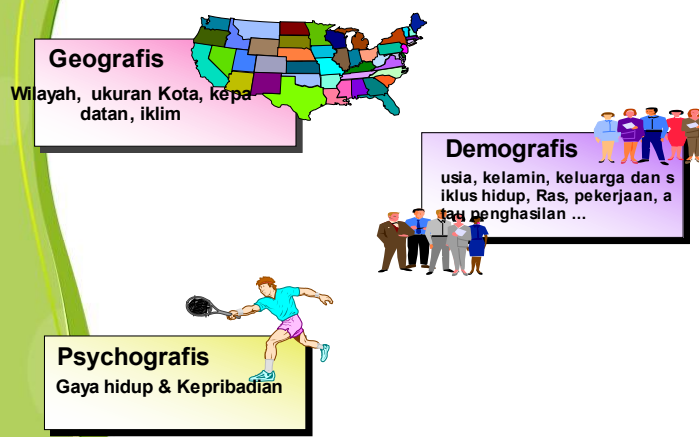 Geografis
Wilayah, ukuran Kota, kepa
datan, iklim
Demografis
usia, kelamin, keluarga dan s
iklus hidup, Ras, pekerjaan, a
tau penghasilan ...
Psychografis
Gaya hidup & Kepribadian